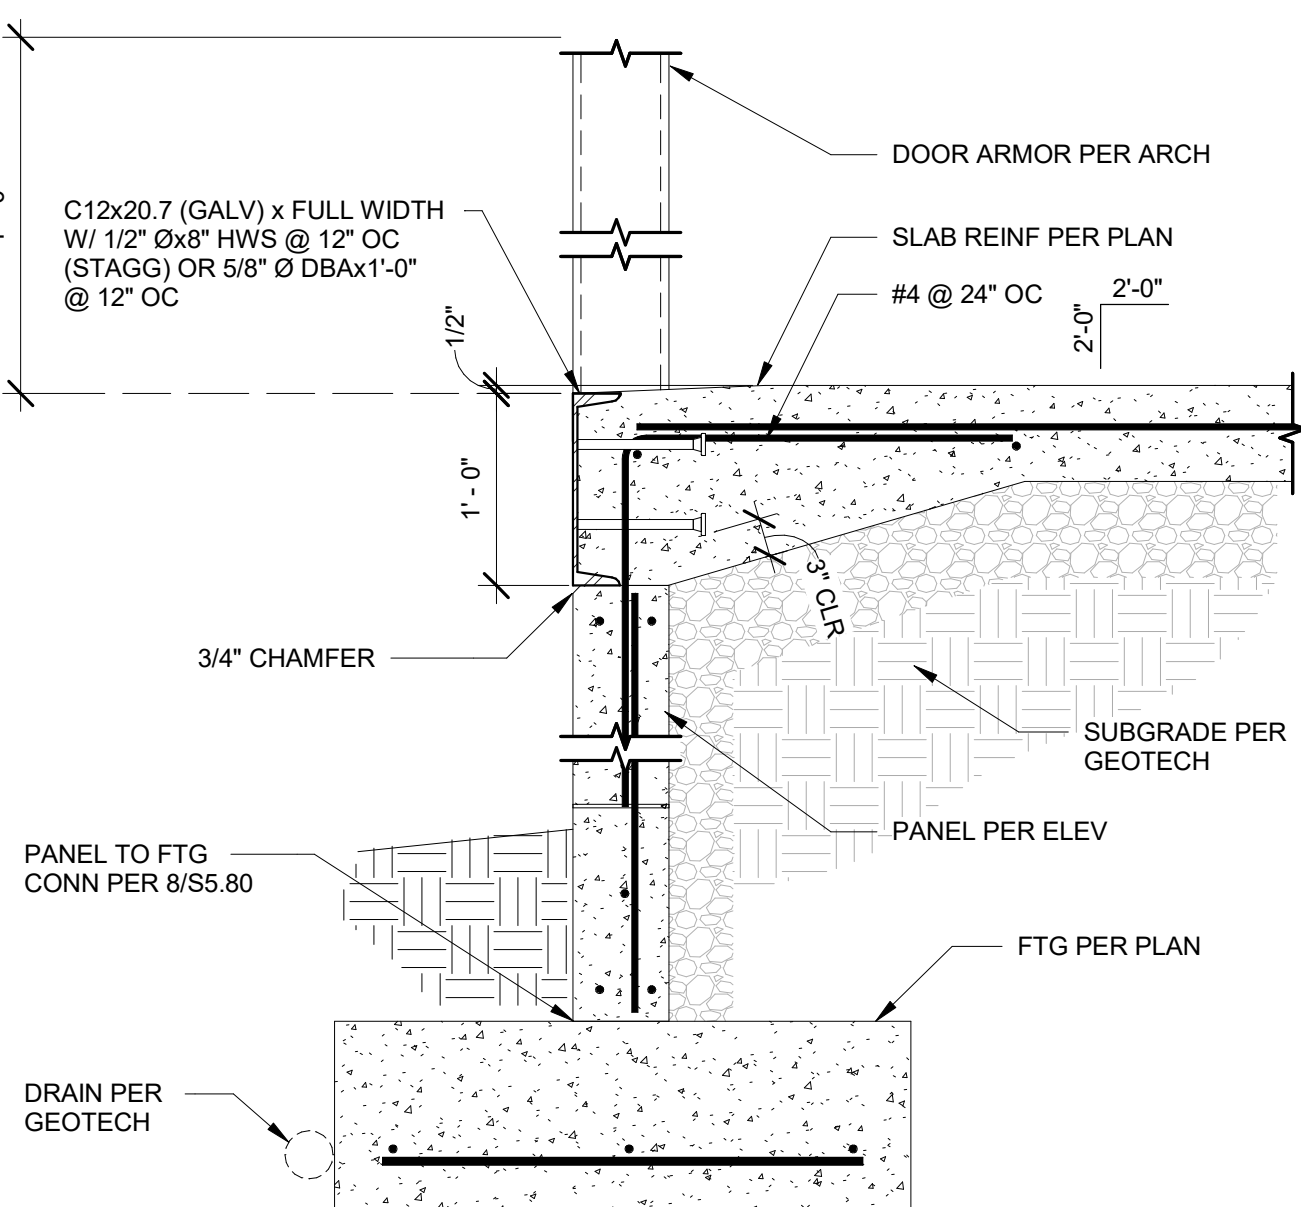 DOOR ARMOR PER ARCH
C12x20.7 (GALV) x FULL WIDTH
W/ 1/2" Øx8" HWS @ 12" OC
(STAGG) OR 5/8" Ø DBAx1'-0"
@ 12" OC
SLAB REINF PER PLAN
#4 @ 24" OC
2'-0"
2'-0"
1/2"
1' - 0"
3" CLR
3/4" CHAMFER
SUBGRADE PER
GEOTECH
PANEL PER ELEV
PANEL TO FTG
CONN PER 8/S5.80
FTG PER PLAN
DRAIN PER
GEOTECH